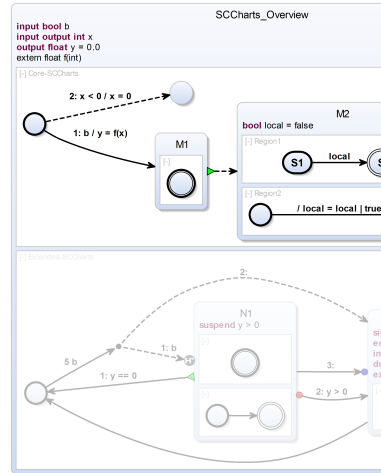 SCCharts_Overview
input bool b
input output int x
output float y = 0.0
extern float f(int)
[-] Core-SCCharts
2: x < 0 / x = 0
1: b / y = f(x)
M1
[-]
M2
bool local = false
[-] Region1
S1
local
[-] Region2
/ local = local | true
[-] Extended-SCCharts
2:
N1
suspend y > 0
[-]
1: b
H*
5 b
1: y == 0
3:
2: y > 0
[-]